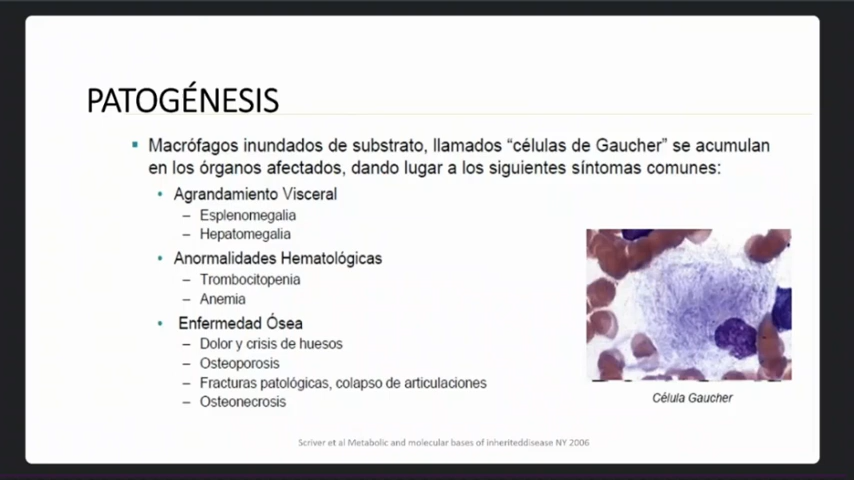 PATOGÉNESIS
▪ Macrófagos inundados de substrato, llamados “células de Gaucher” se acumulan
en los órganos afectados, dando lugar a los siguientes síntomas comunes:
• Agrandamiento Visceral
– Esplenomegalia
– Hepatomegalia
• Anormalidades Hematológicas
– Trombocitopenia
– Anemia
• Enfermedad Ósea
– Dolor y crisis de huesos
– Osteoporosis
– Fracturas patológicas, colapso de articulaciones
– Osteonecrosis
Célula Gaucher
Scriver et al Metabolic and molecular bases of inheriteddisease NY 2006